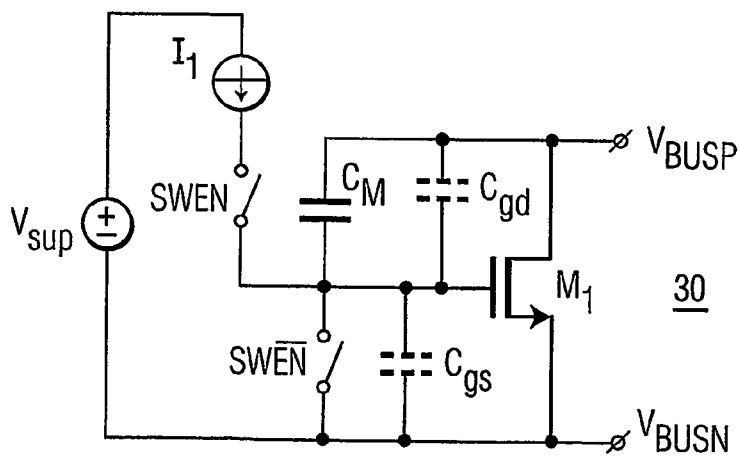 I1
SWEN
Vsup
+
−
CM
Cgd
VBUSP
M1
30
SWEN̅
Cgs
VBUSN